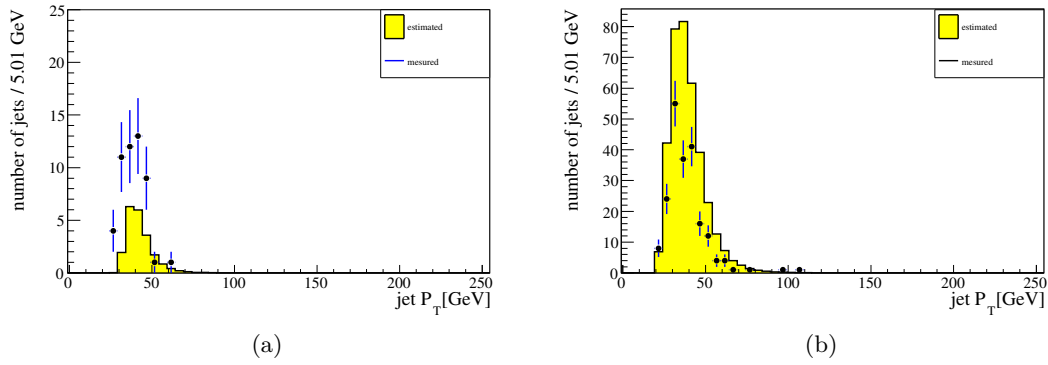 number of jets / 5.01 GeV
25
20
15
10
5
0
0 50 100 150 200 250
jet P_T[GeV]
estimated
mesured
(a)
number of jets / 5.01 GeV
80
70
60
50
40
30
20
10
0
0 50 100 150 200 250
jet P_T[GeV]
estimated
mesured
(b)